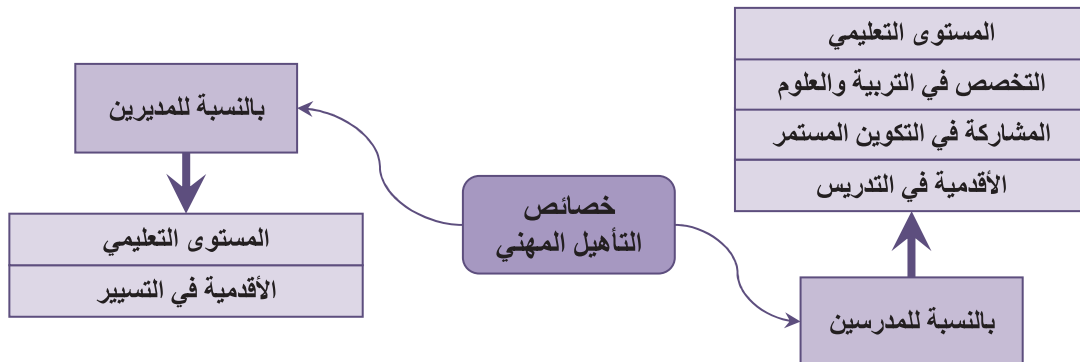 خصائص
التأهيل المهني
بالنسبة للمدرسين
المستوى التعليمي
التخصص في التربية والعلوم
المشاركة في التكوين المستمر
الأقدمية في التدريس
بالنسبة للمديرين
المستوى التعليمي
الأقدمية في التسيير